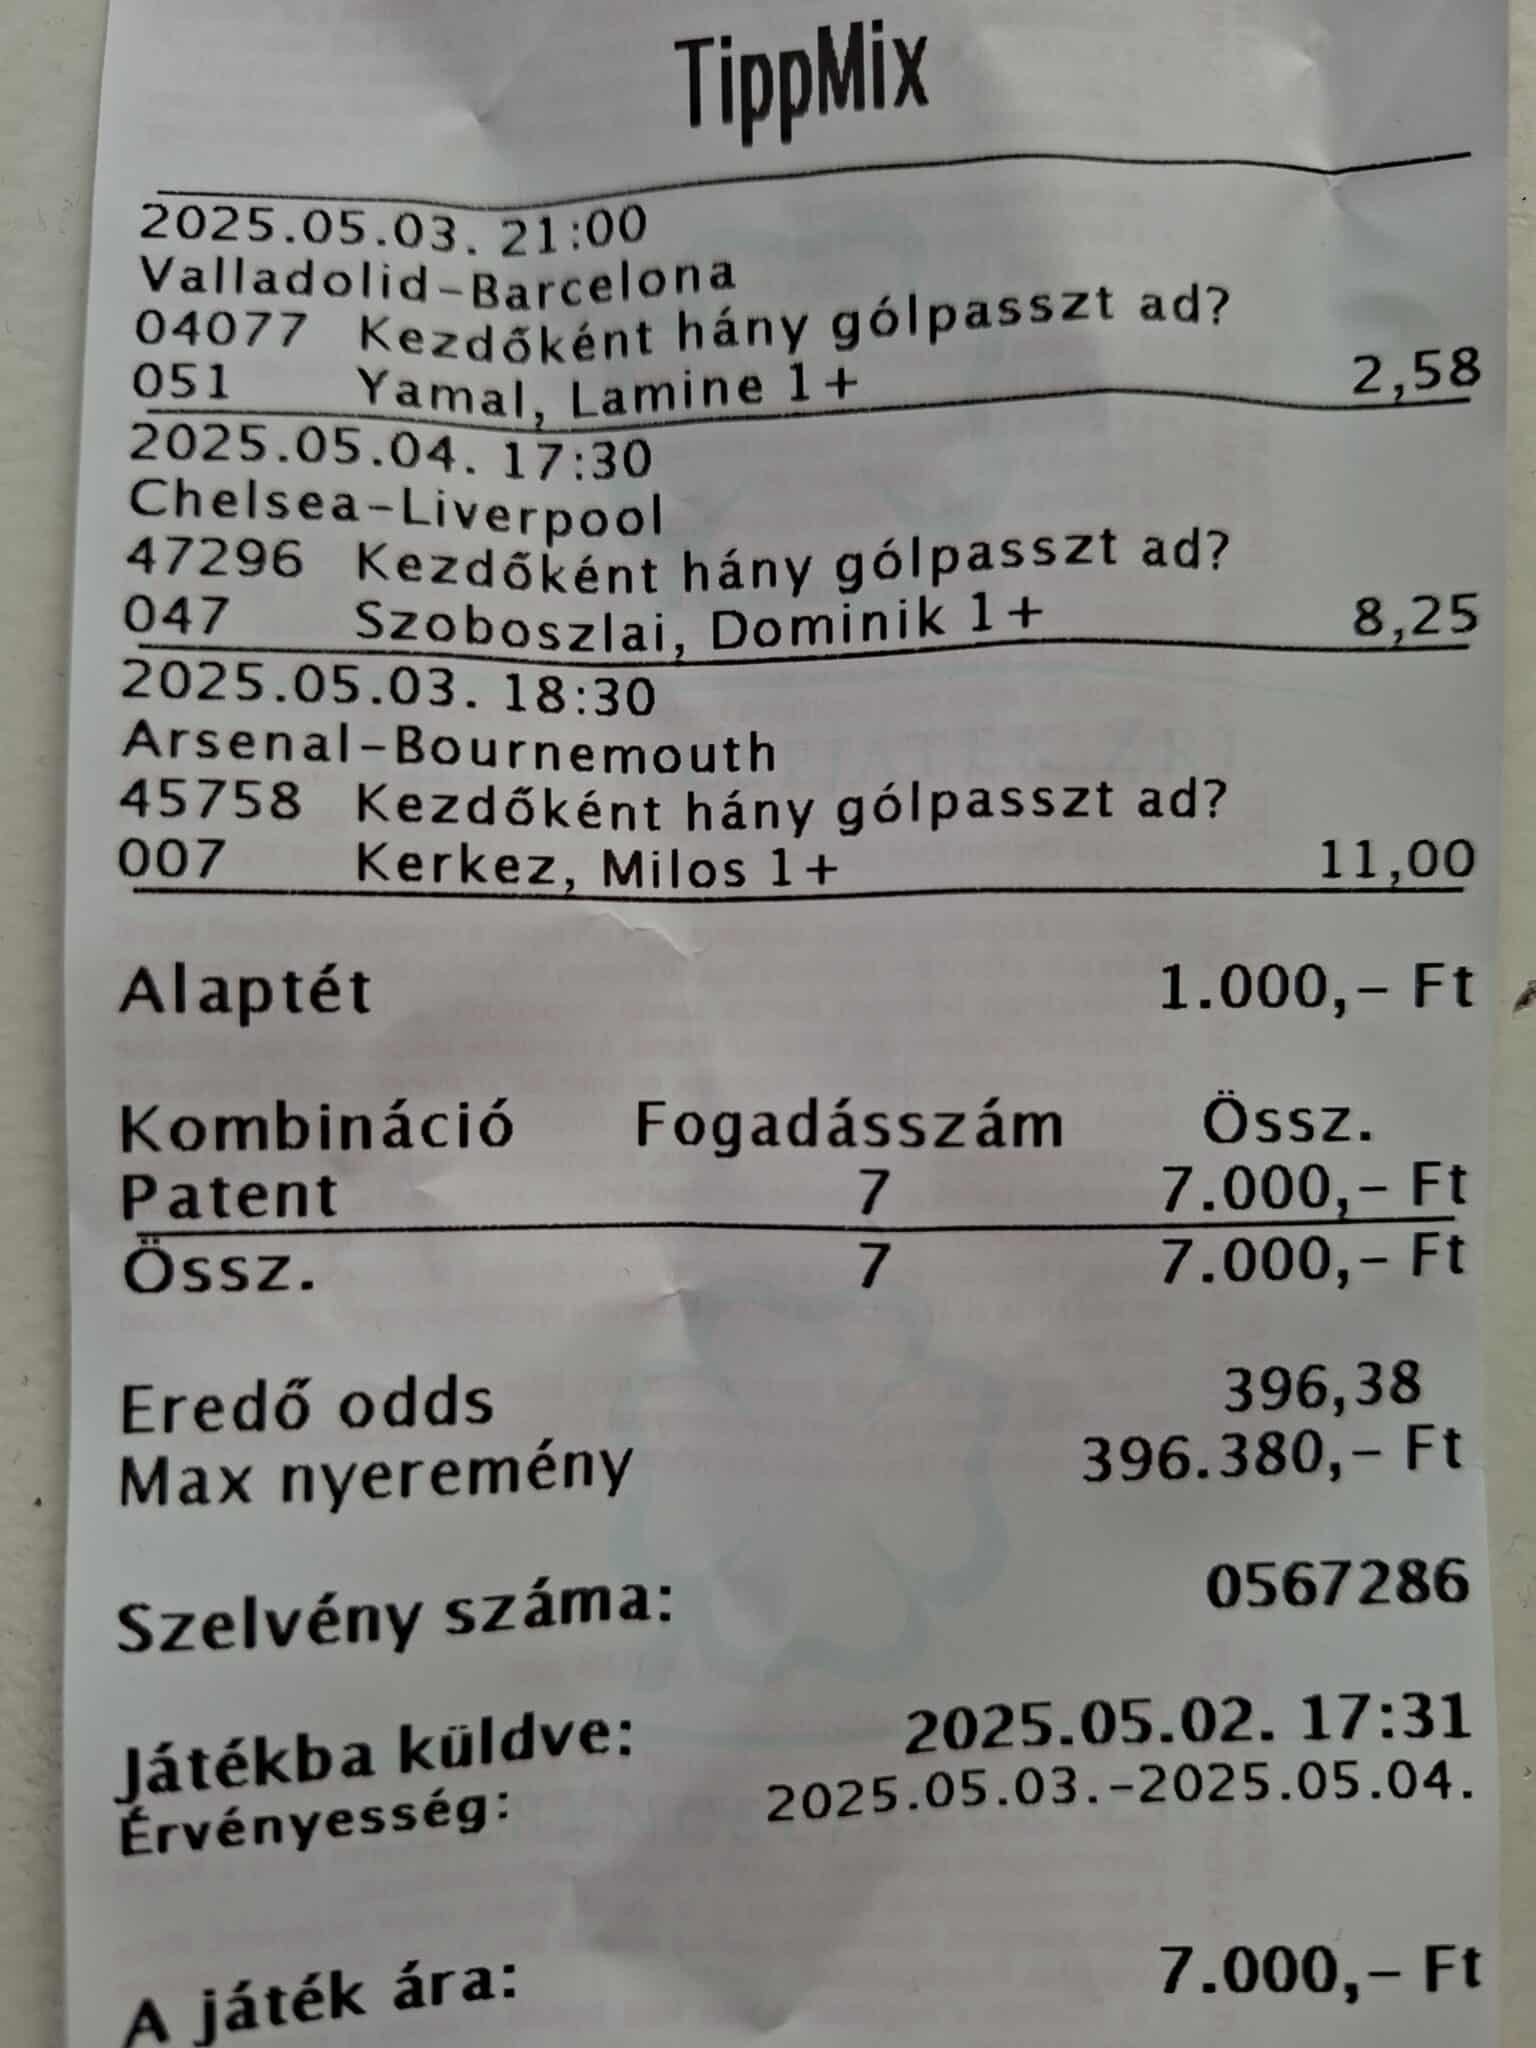 TippMix
2025.05.03. 21:00
Valladolid-Barcelona
04077 Kezdőként hány gólpasszt ad?
051 Yamal, Lamine 1+ 2,58
2025.05.04. 17:30
Chelsea-Liverpool
47296 Kezdőként hány gólpasszt ad?
047 Szoboszlai, Dominik 1+ 8,25
2025.05.03. 18:30
Arsenal-Bournemouth
45758 Kezdőként hány gólpasszt ad?
007 Kerkez, Milos 1+ 11,00
Alaptét 1.000,- Ft
Kombináció Fogadásszám Össz.
Patent 7 7.000,- Ft
Össz. 7 7.000,- Ft
Eredő odds 396,38
Max nyeremény 396.380,- Ft
Szelvény száma: 0567286
Játékba küldve: 2025.05.02. 17:31
Érvényesség: 2025.05.03.-2025.05.04.
A játék ára: 7.000,- Ft